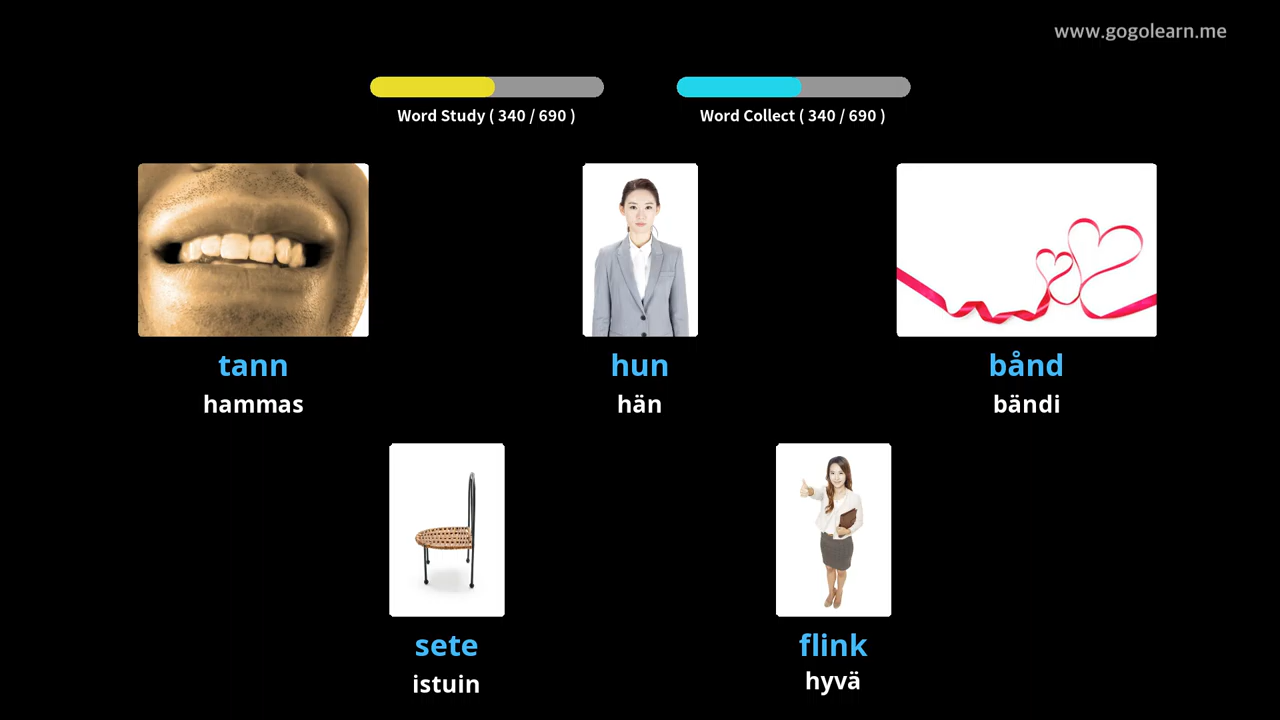 www.gogolearn.me
Word Study ( 340 / 690 )
Word Collect ( 340 / 690 )
tann
hammas
hun
hän
bånd
bändi
sete
istuin
flink
hyvä